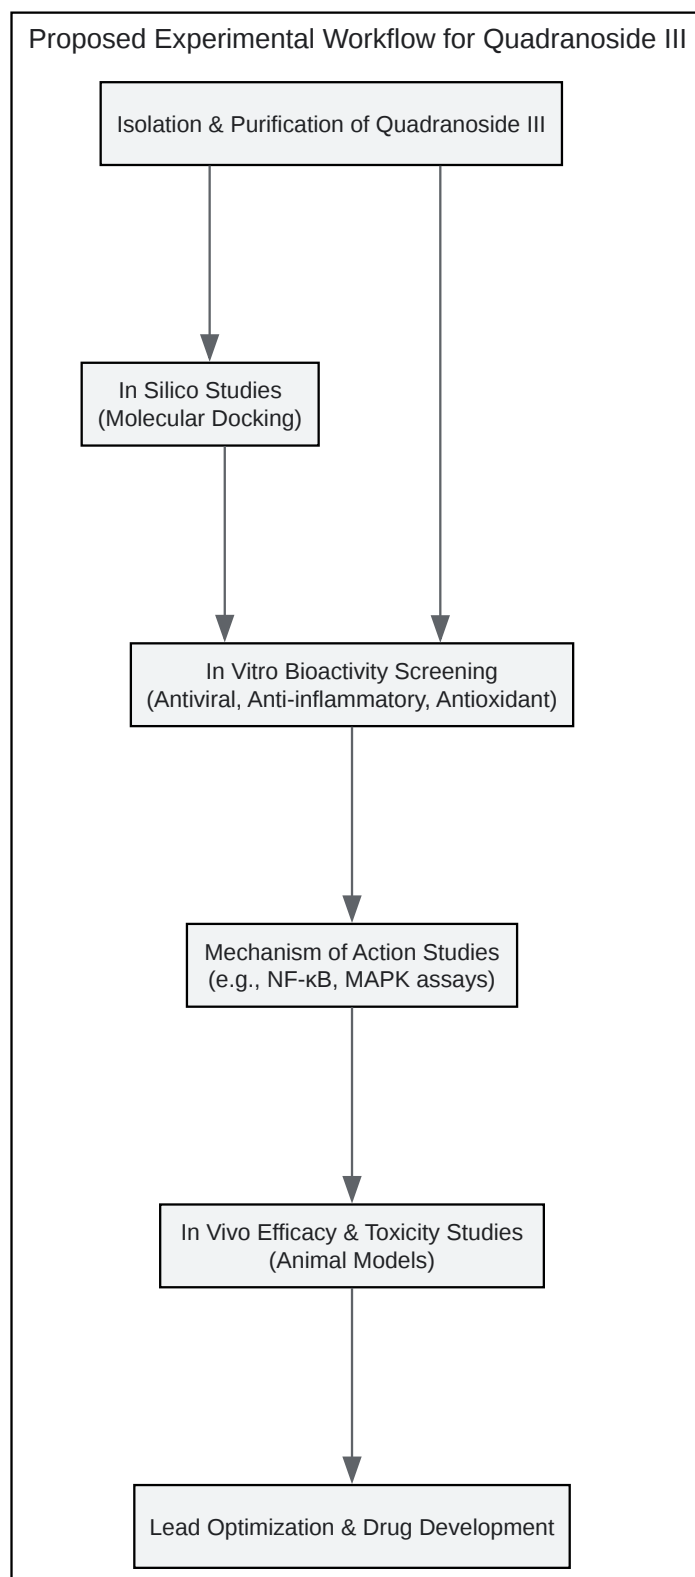 Proposed Experimental Workflow for Quadranoside III
Isolation & Purification of Quadranoside III
In Silico Studies
(Molecular Docking)
In Vitro Bioactivity Screening
(Antiviral, Anti-inflammatory, Antioxidant)
Mechanism of Action Studies
(e.g., NF-κB, MAPK assays)
In Vivo Efficacy & Toxicity Studies
(Animal Models)
Lead Optimization & Drug Development